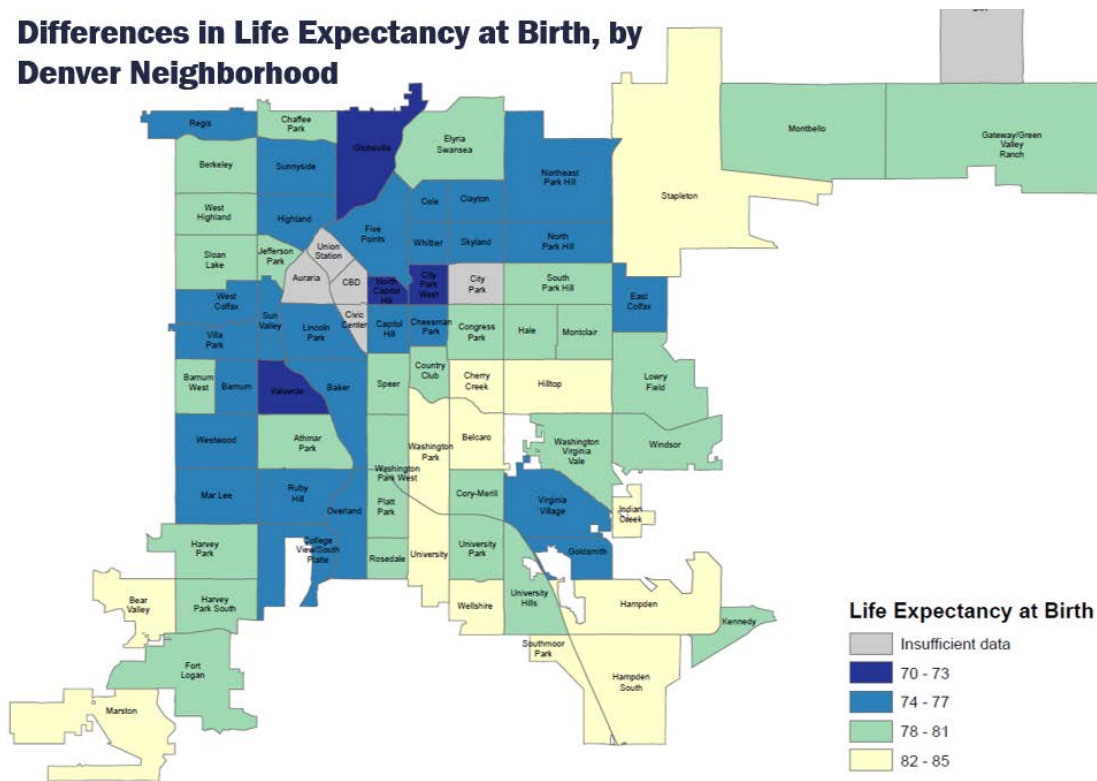 Differences in Life Expectancy at Birth, by
Denver Neighborhood
Regis
Chaffee
Park
Globeville
Elyria
Swansea
Montbello
Gateway/Green
Valley
Ranch
Berkeley
Sunnyside
Northeast
Park Hill
Stapleton
West
Highland
Highland
Five
Points
Cole
Clayton
Whittier
Skyland
North
Park Hill
Sloan
Lake
Jefferson
Park
Union
Station
Auraria
CBD
North
Capitol
Hill
City
Park
West
City
Park
South
Park Hill
West
Colfax
Sun
Valley
Lincoln
Park
Civic
Center
Capitol
Hill
Cheesman
Park
Congress
Park
Hale
Montclair
East
Colfax
Villa
Park
Barnum
West
Barnum
Valverde
Baker
Speer
Country
Club
Cherry
Creek
Hilltop
Lowry
Field
Westwood
Athmar
Park
Washington
Park West
Washington
Park
Belcaro
Washington
Virginia
Vale
Windsor
Mar Lee
Ruby
Hill
Overland
Platt
Park
Cory-Merill
Virginia
Village
Indian
Creek
Harvey
Park
College
View/South
Platte
Rosedale
University
University
Park
Goldsmith
Bear
Valley
Harvey
Park South
Wellshire
University
Hills
Hampden
Kennedy
Fort
Logan
Southmoor
Park
Hampden
South
Marston
Life Expectancy at Birth
Insufficient data
70 - 73
74 - 77
78 - 81
82 - 85